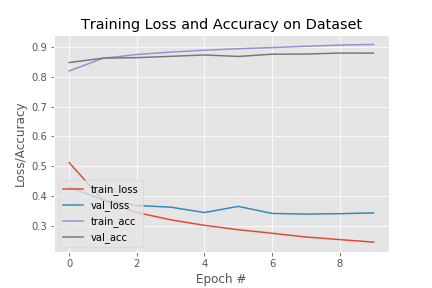 Training Loss and Accuracy on Dataset
Loss/Accuracy
0.9
0.8
0.7
0.6
0.5
0.4
0.3
train_loss
val_loss
train_acc
val_acc
0 2 4 6 8
Epoch #